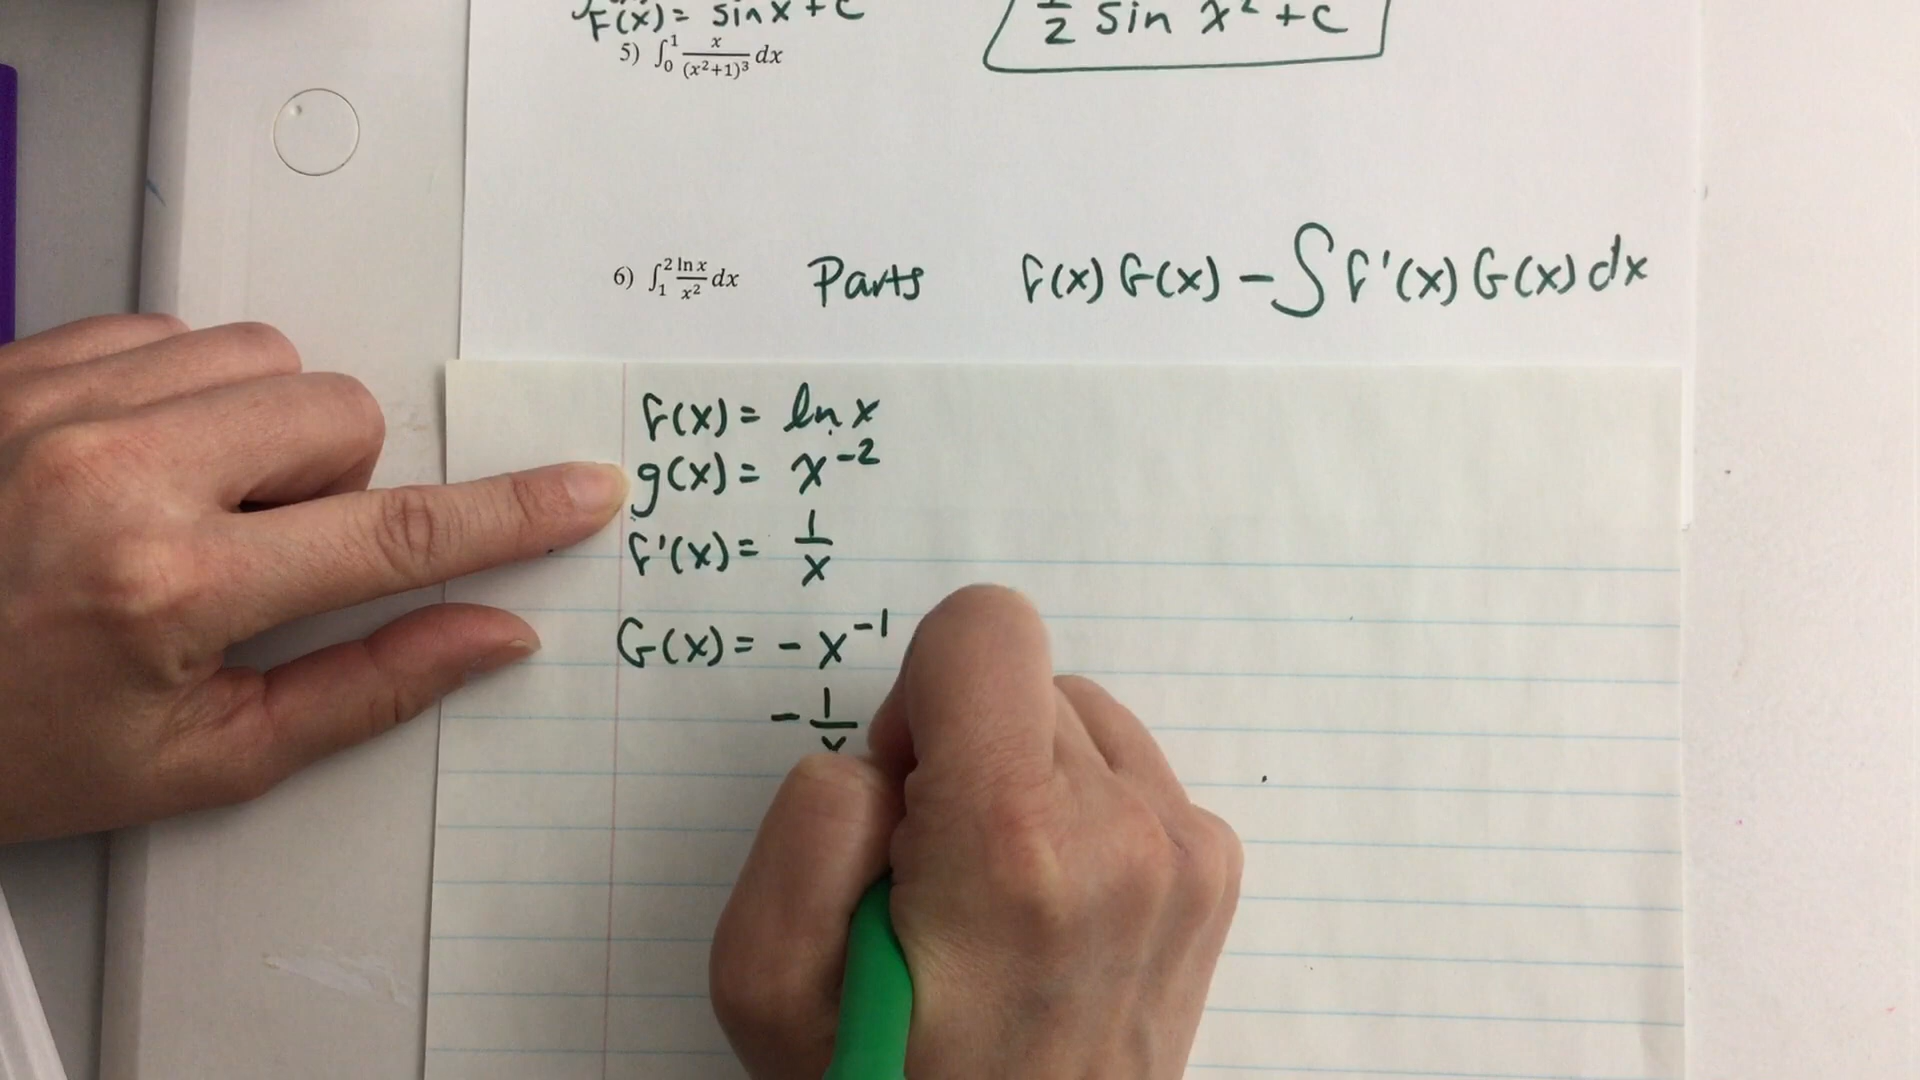 F(x) = sin x + C
1/2 sin x² + C
5) ∫₀¹ x/(x²+1)³ dx
6) ∫₁² ln x/x² dx Parts f(x) G(x) − ∫ f'(x) G(x) dx
f(x) = ln x
g(x) = x⁻²
f'(x) = 1/x
G(x) = − x⁻¹
− 1/x